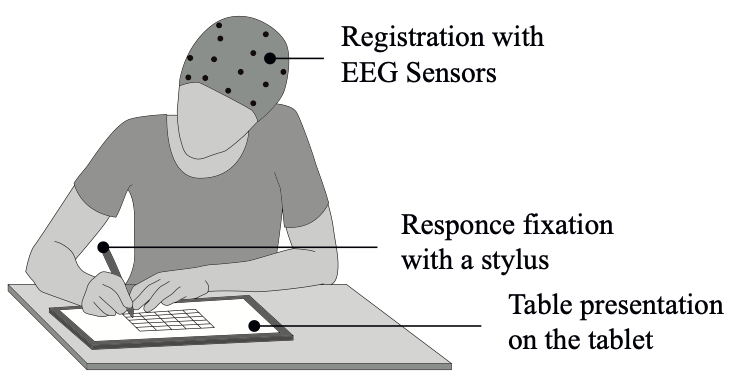 Registration with
EEG Sensors
Responce fixation
with a stylus
Table presentation
on the tablet